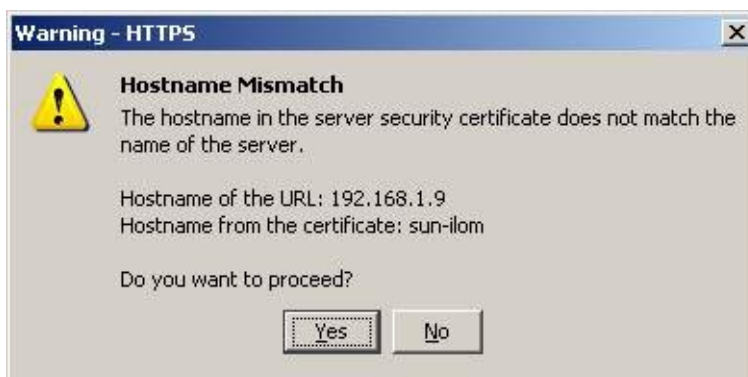 Warning - HTTPS
Hostname Mismatch
The hostname in the server security certificate does not match the
name of the server.
Hostname of the URL: 192.168.1.9
Hostname from the certificate: sun-ilom
Do you want to proceed?
Yes
No